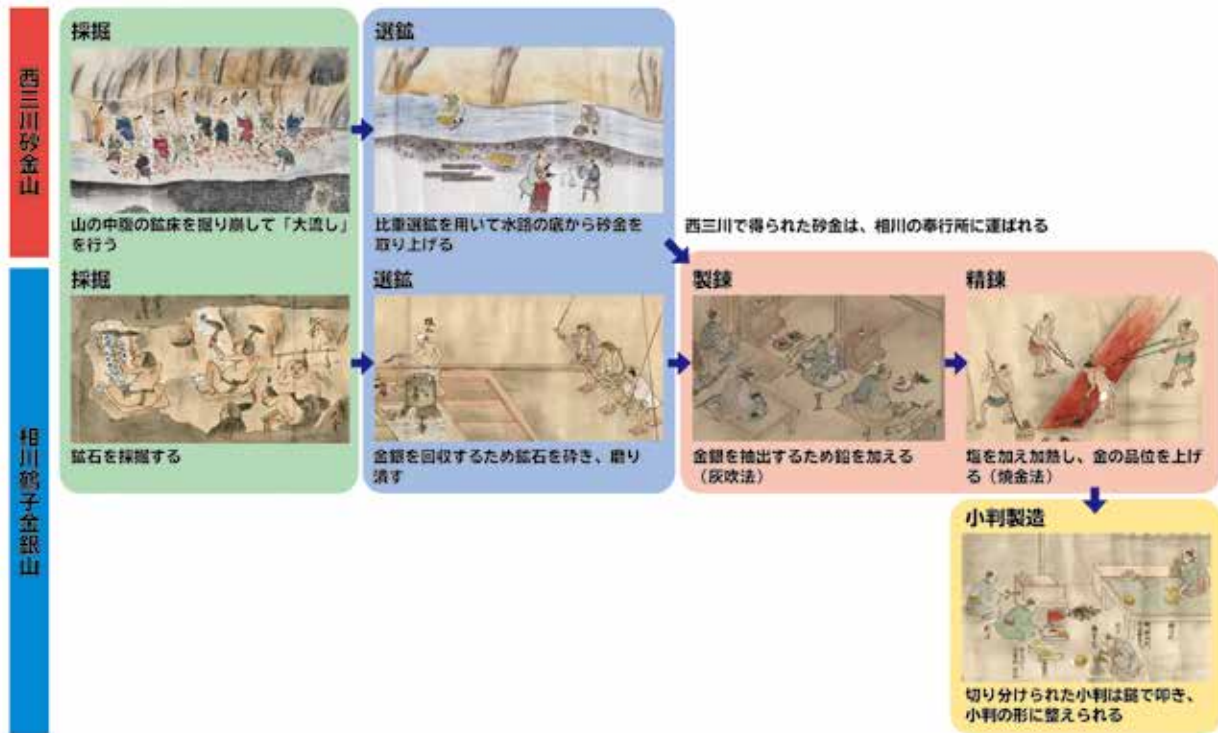 西三川砂金山
採掘
山の中腹の鉱床を掘り崩して「大流し」
を行う
選鉱
比重選鉱を用いて水路の底から砂金を
取り上げる
西三川で得られた砂金は、相川の奉行所に運ばれる
相川鶴子金銀山
採掘
鉱石を採掘する
選鉱
金銀を回収するため鉱石を砕き、磨り
潰す
製錬
金銀を抽出するため鉛を加える
（灰吹法）
精錬
塩を加え加熱し、金の品位を上げ
る（焼金法）
小判製造
切り分けられた小判は鎚で叩き、
小判の形に整えられる